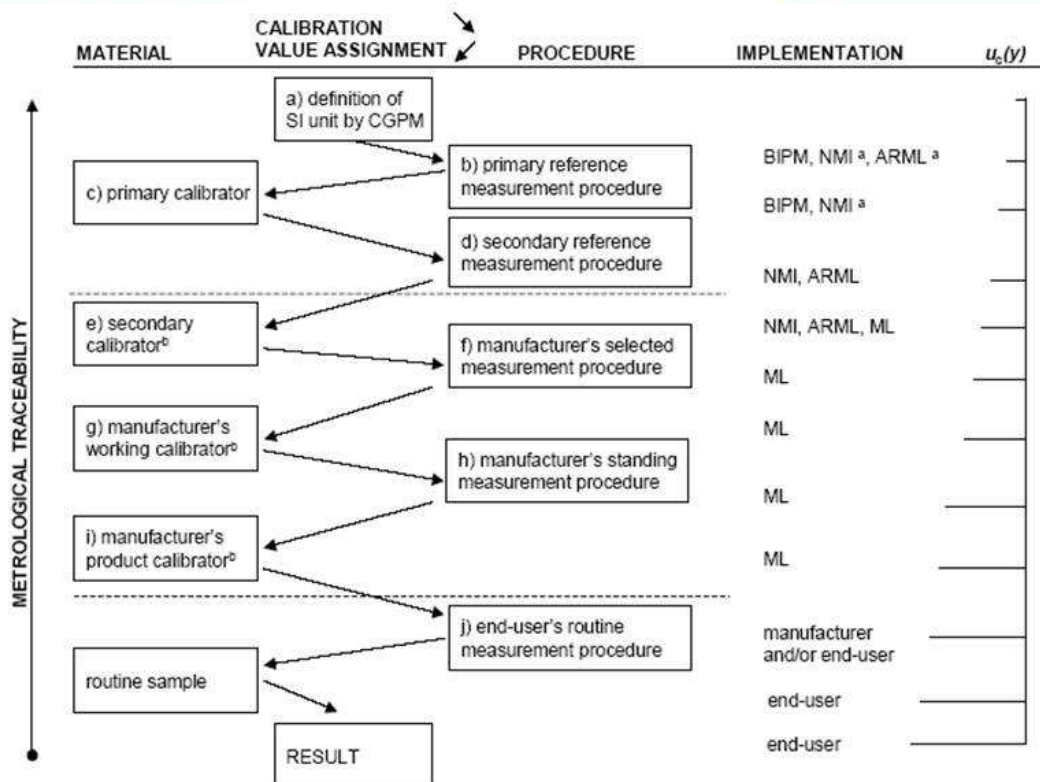 CALIBRATION
MATERIAL
VALUE ASSIGNMENT
PROCEDURE
IMPLEMENTATION
u_c(y)
METROLOGICAL TRACEABILITY
a) definition of
SI unit by CGPM
b) primary reference
measurement procedure
BIPM, NMI ᵃ, ARML ᵃ
c) primary calibrator
BIPM, NMI ᵃ
d) secondary reference
measurement procedure
NMI, ARML
e) secondary
calibratorᵇ
NMI, ARML, ML
f) manufacturer's selected
measurement procedure
ML
g) manufacturer's
working calibratorᵇ
ML
h) manufacturer's standing
measurement procedure
ML
i) manufacturer's
product calibratorᵇ
ML
j) end-user's routine
measurement procedure
manufacturer
and/or end-user
routine sample
end-user
RESULT
end-user